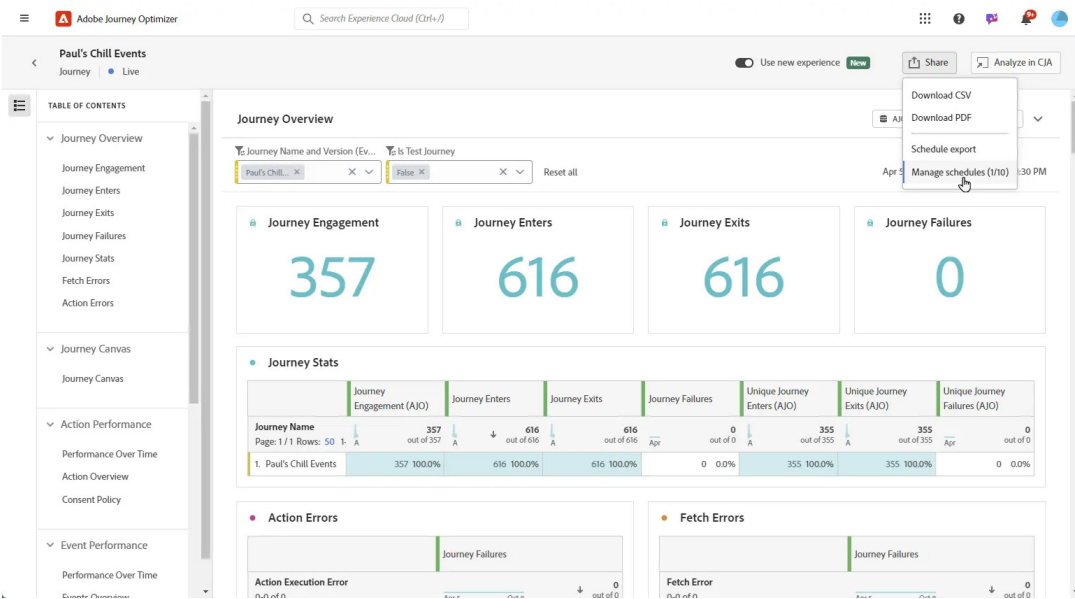 Adobe Journey Optimizer
Search Experience Cloud (Ctrl+/)
9+
Paul's Chill Events
Journey
Live
Use new experience
New
Share
Analyze in CJA
Download CSV
Download PDF
Schedule export
Manage schedules (1/10)
TABLE OF CONTENTS
Journey Overview
Journey Engagement
Journey Enters
Journey Exits
Journey Failures
Journey Stats
Fetch Errors
Action Errors
Journey Canvas
Journey Canvas
Action Performance
Performance Over Time
Action Overview
Consent Policy
Event Performance
Performance Over Time
Events Overview
Journey Overview
AJO
Journey Name and Version (Ev...
Is Test Journey
Paul's Chill...
False
Reset all
Apr
:30 PM
Journey Engagement
357
Journey Enters
616
Journey Exits
616
Journey Failures
0
Journey Stats
Journey Engagement (AJO)
Journey Enters
Journey Exits
Journey Failures
Unique Journey Enters (AJO)
Unique Journey Exits (AJO)
Unique Journey Failures (AJO)
Journey Name
Page: 1 / 1 Rows: 50 1-
A 357 out of 357
A 616 out of 616
A 616 out of 616
Apr 0 out of 0
A 355 out of 355
A 355 out of 355
Apr 0 out of 0
1. Paul's Chill Events 357 100.0% 616 100.0% 616 100.0% 0 0.0% 355 100.0% 355 100.0% 0 0.0%
Action Errors
Journey Failures
Action Execution Error
0-0 of 0
0
out of 0
Fetch Errors
Journey Failures
Fetch Error
0-0 of 0
0
out of 0